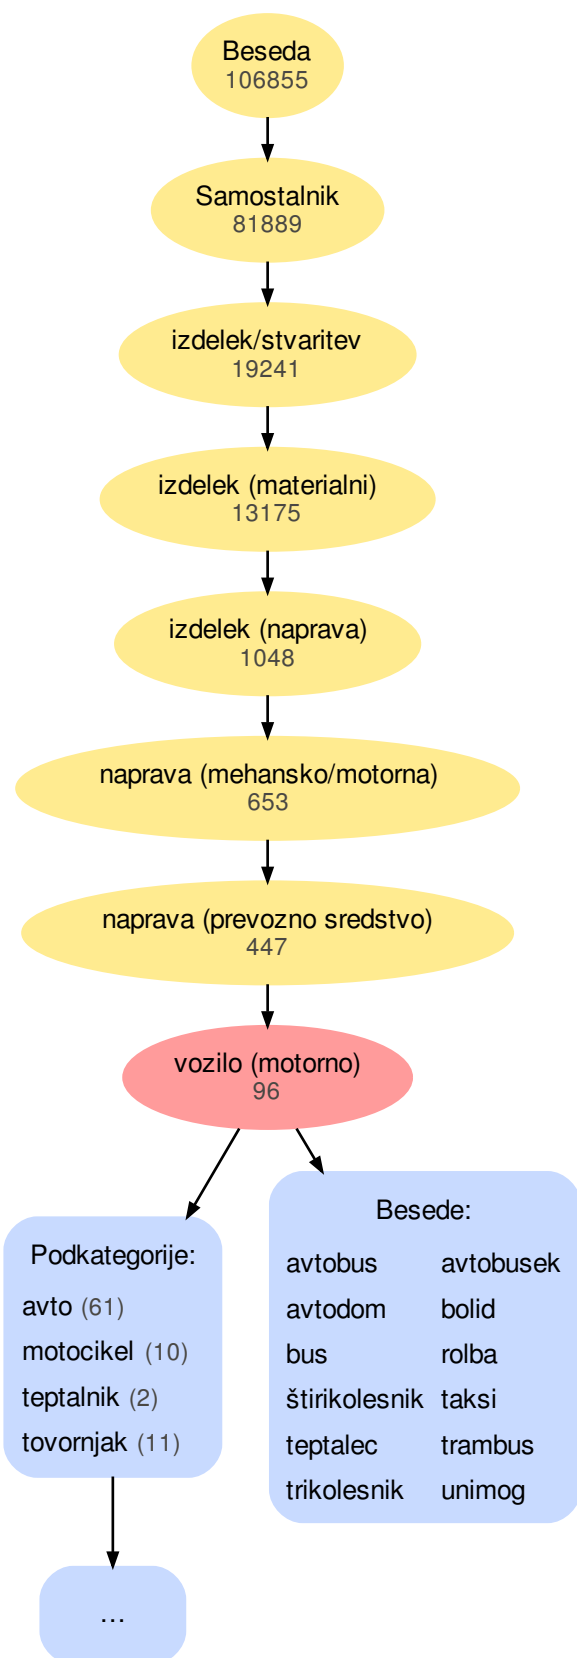 Beseda
106855
Samostalnik
81889
izdelek/stvaritev
19241
izdelek (materialni)
13175
izdelek (naprava)
1048
naprava (mehansko/motorna)
653
naprava (prevozno sredstvo)
447
vozilo (motorno)
96
Podkategorije:
avto (61)
motocikel (10)
teptalnik (2)
tovornjak (11)
...
Besede:
avtobus avtobusek
avtodom bolid
bus rolba
štirikolesnik taksi
teptalec trambus
trikolesnik unimog